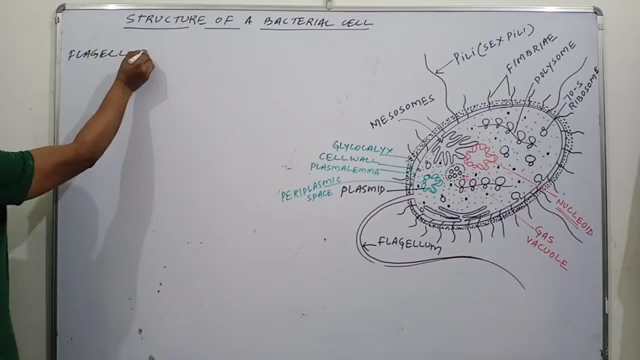 STRUCTURE OF A BACTERIAL CELL
FLAGELL
PILI (SEX PILI)
FIMBRIAE
POLYSOME
70-S
RIBOSOME
MESOSOMES
GLYCOCALYX
CELL WALL
PLASMALEMMA
PERIPLASMIC
SPACE
PLASMID
NUCLEOID
GAS
VACUOLE
FLAGELLUM